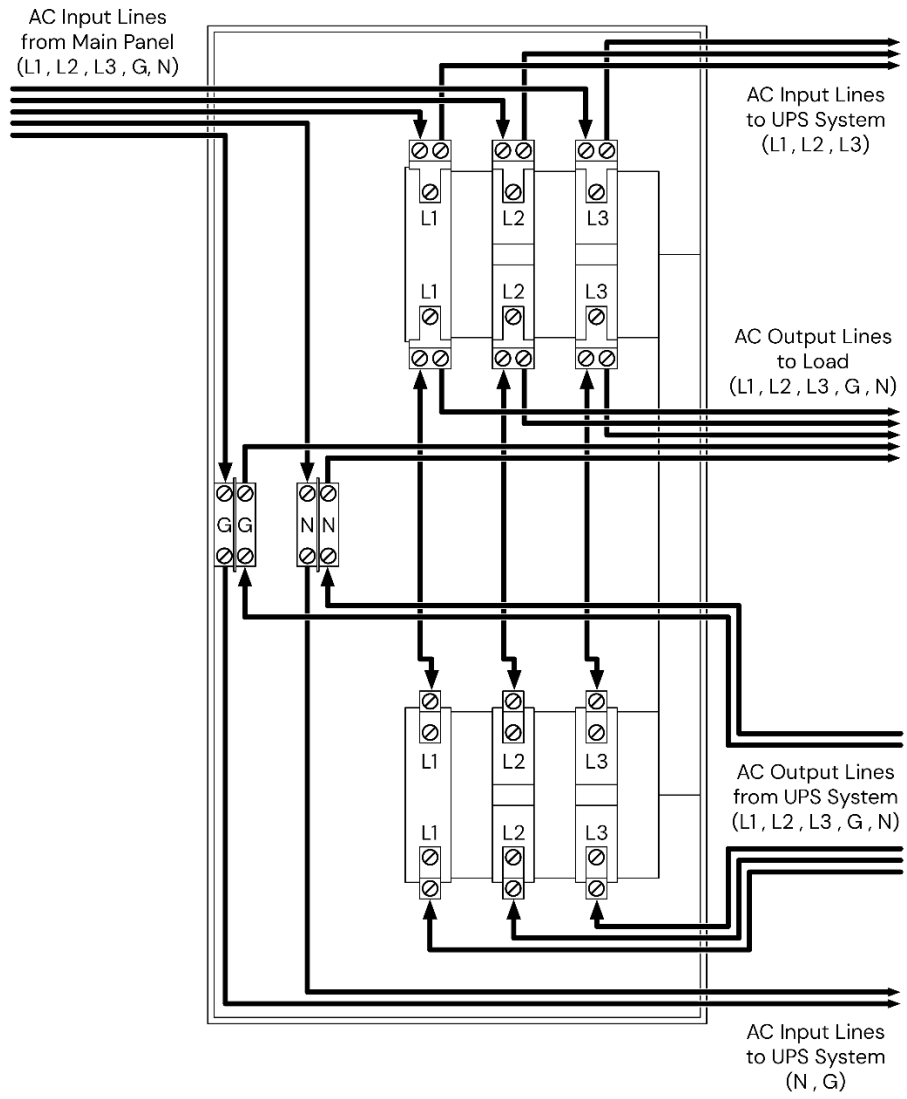 AC Input Lines
from Main Panel
(L1 , L2 , L3 , G, N)
AC Input Lines
to UPS System
(L1 , L2 , L3)
L1 L2 L3
L1 L2 L3
AC Output Lines
to Load
(L1, L2 , L3 , G , N)
G G N N
L1 L2 L3
AC Output Lines
from UPS System
(L1 , L2 , L3 , G , N)
L1 L2 L3
AC Input Lines
to UPS System
(N , G)